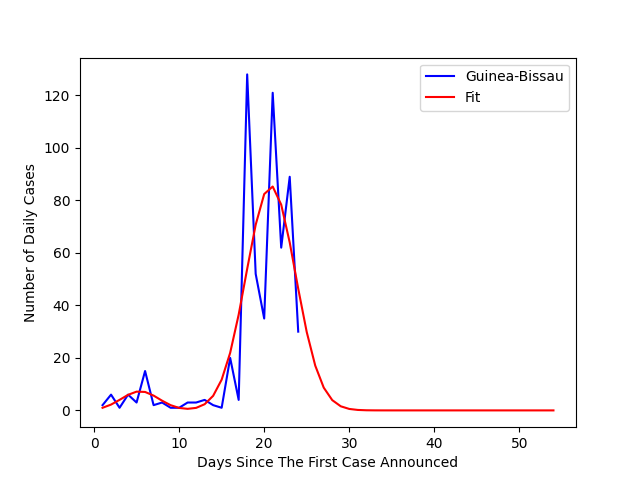 Guinea-Bissau
Fit
Number of Daily Cases
120
100
80
60
40
20
0
0 10 20 30 40 50
Days Since The First Case Announced